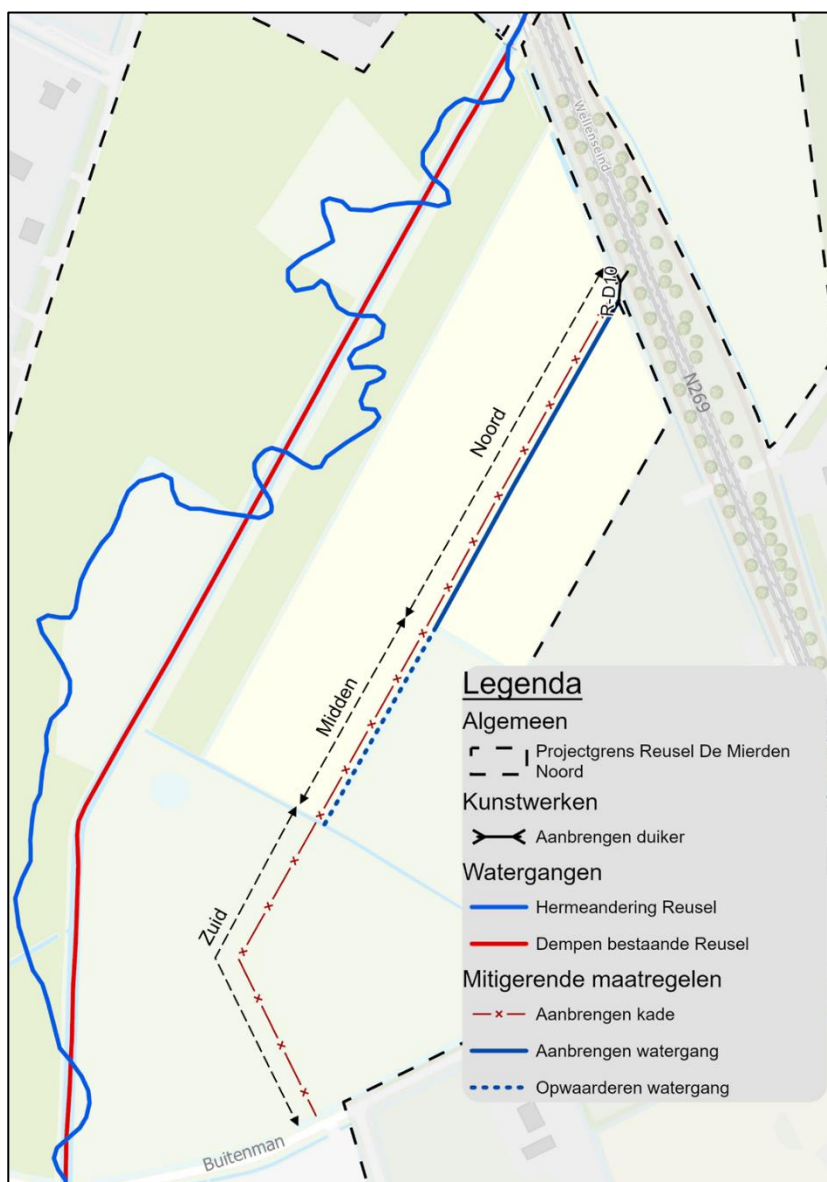 Wellenseind
R-D10
N269
Noord
Midden
Zuid
Buitenman
Legenda
Algemeen
Projectgrens Reusel De Mierden
Noord
Kunstwerken
Aanbrengen duiker
Watergangen
Hermeandering Reusel
Dempen bestaande Reusel
Mitigerende maatregelen
Aanbrengen kade
Aanbrengen watergang
Opwaarderen watergang